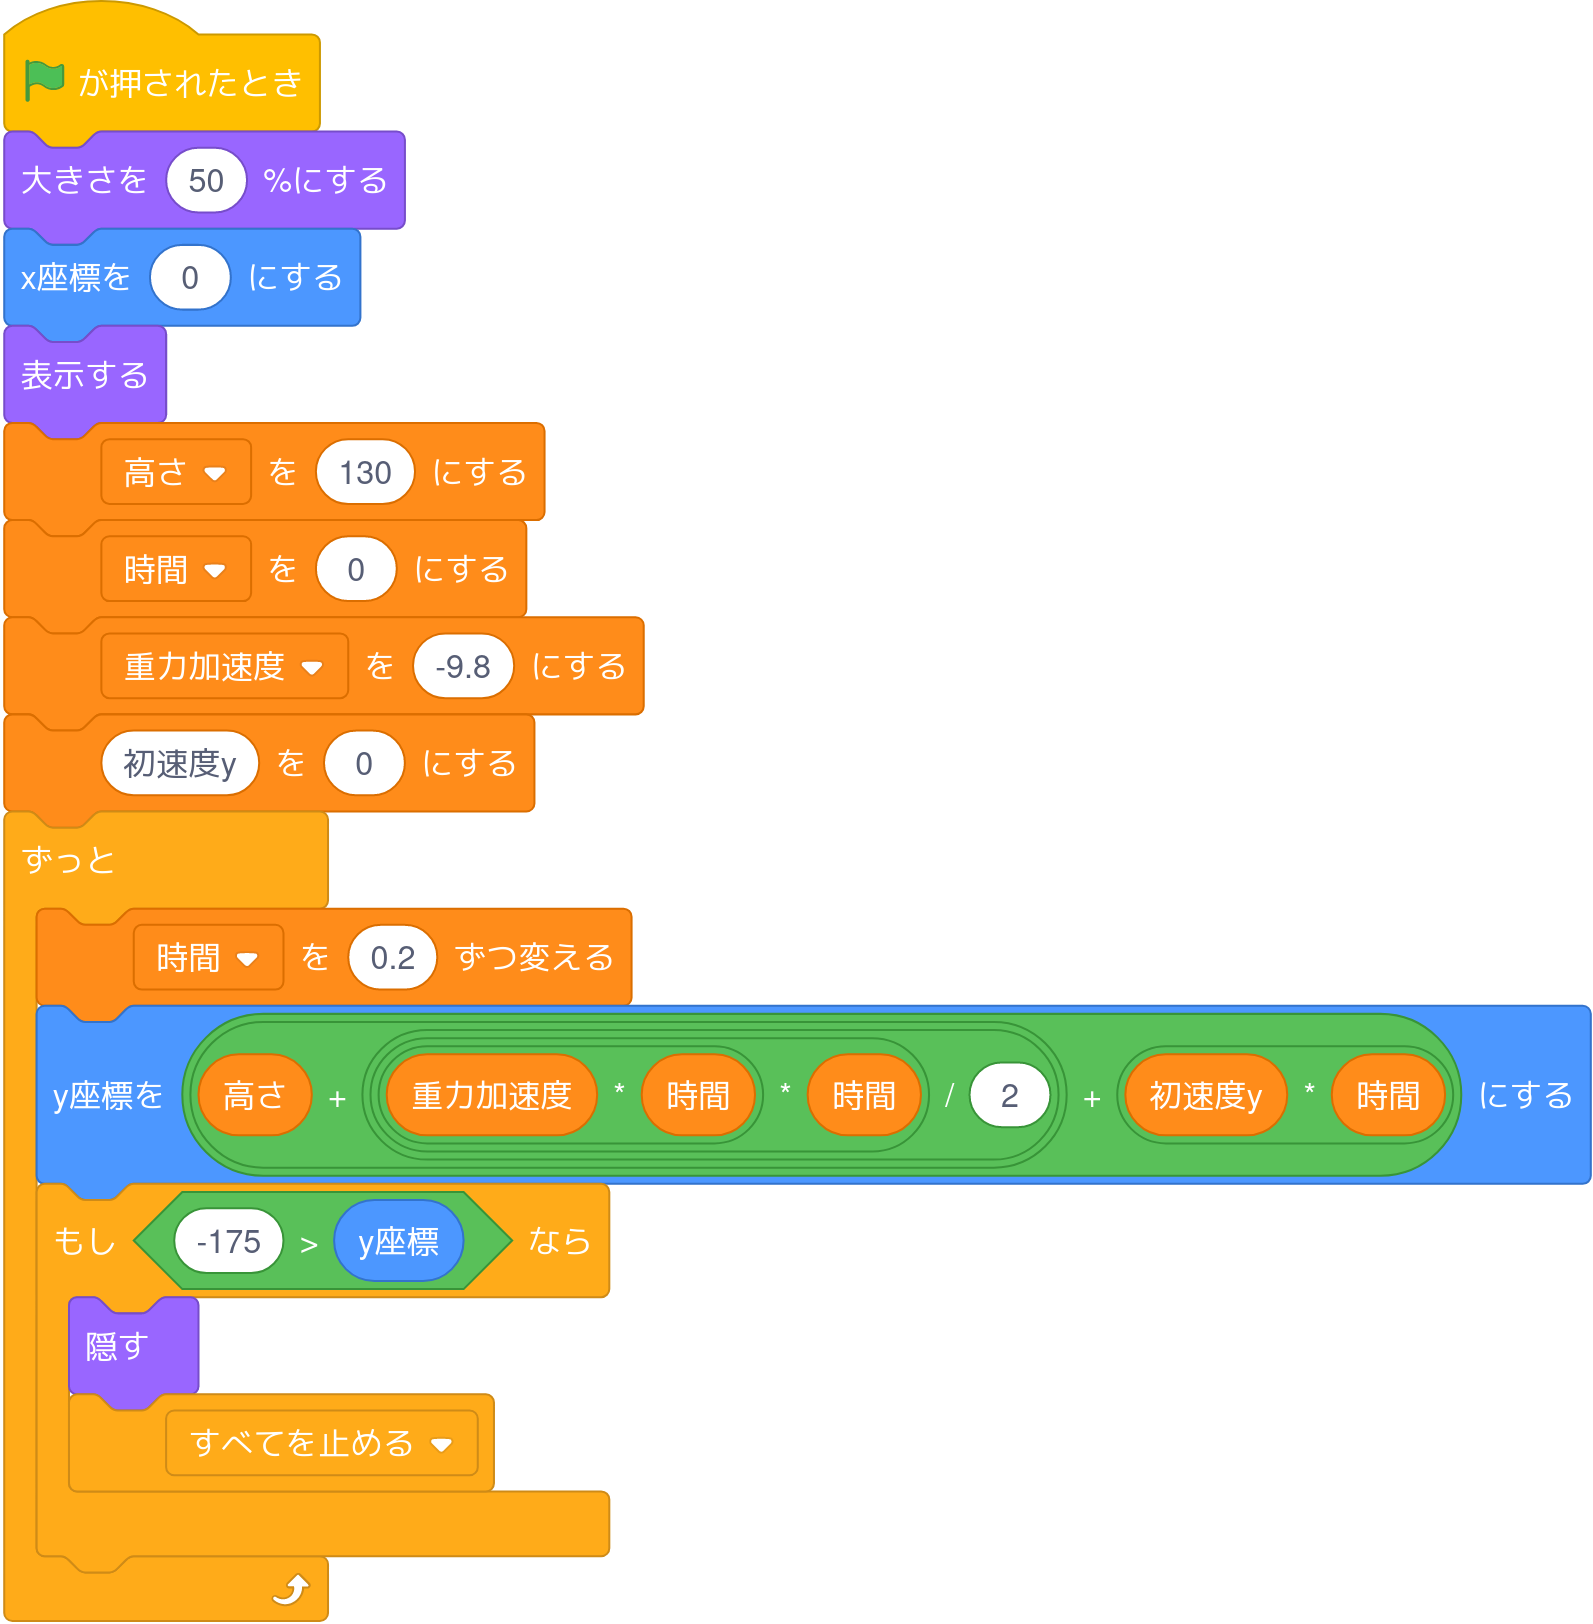 が押されたとき
大きさを 50 %にする
x座標を 0 にする
表示する
高さ を 130 にする
時間 を 0 にする
重力加速度 を -9.8 にする
初速度y を 0 にする
ずっと
時間 を 0.2 ずつ変える
y座標を 高さ + 重力加速度 * 時間 * 時間 / 2 + 初速度y * 時間 にする
もし -175 > y座標 なら
隠す
すべてを止める